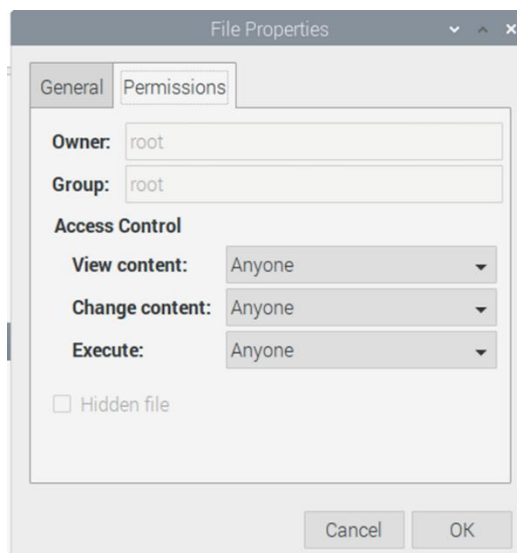 File Properties
General Permissions
Owner: root
Group: root
Access Control
View content: Anyone
Change content: Anyone
Execute: Anyone
Hidden file
Cancel OK